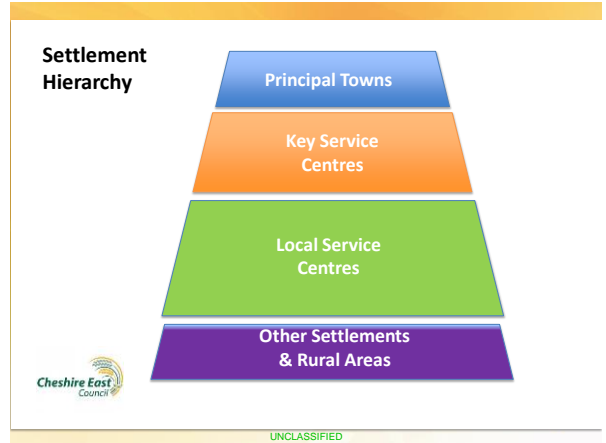 Settlement
Hierarchy
Principal Towns
Key Service
Centres
Local Service
Centres
Other Settlements
& Rural Areas
Cheshire East
Council
UNCLASSIFIED